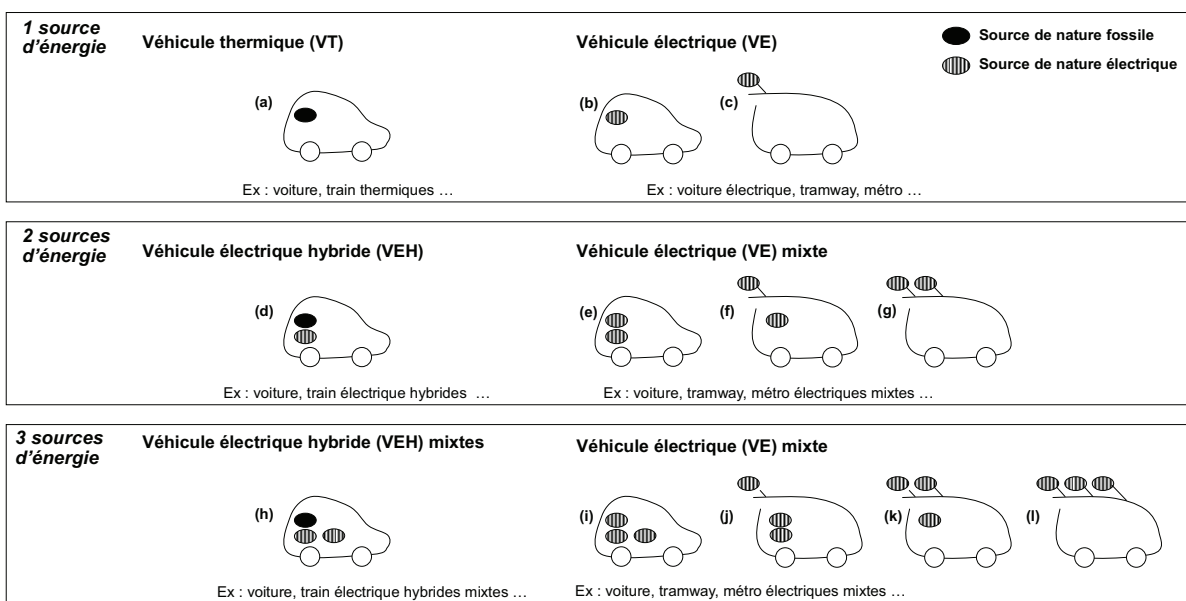 1 source
d’énergie
Véhicule thermique (VT)
Véhicule électrique (VE)
Source de nature fossile
Source de nature électrique
(a)
(b)
(c)
Ex : voiture, train thermiques …
Ex : voiture électrique, tramway, métro …
2 sources
d’énergie
Véhicule électrique hybride (VEH)
Véhicule électrique (VE) mixte
(d)
(e)
(f)
(g)
Ex : voiture, train électrique hybrides …
Ex : voiture, tramway, métro électriques mixtes …
3 sources
d’énergie
Véhicule électrique hybride (VEH) mixtes
Véhicule électrique (VE) mixte
(h)
(i)
(j)
(k)
(l)
Ex : voiture, train électrique hybrides mixtes …
Ex : voiture, tramway, métro électriques mixtes …